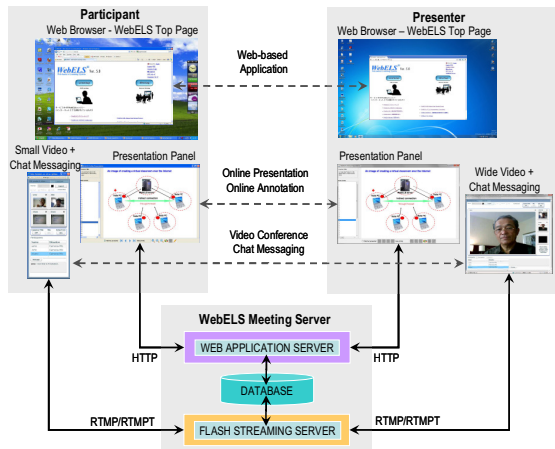 Participant
Web Browser - WebELS Top Page
Presenter
Web Browser – WebELS Top Page
Web-based
Application
WebELS
WebELS
Small Video +
Chat Messaging
Presentation Panel
Online Presentation
Online Annotation
Presentation Panel
Wide Video +
Chat Messaging
Video Conference
Chat Messaging
WebELS Meeting Server
HTTP
WEB APPLICATION SERVER
HTTP
DATABASE
RTMP/RTMPT
FLASH STREAMING SERVER
RTMP/RTMPT